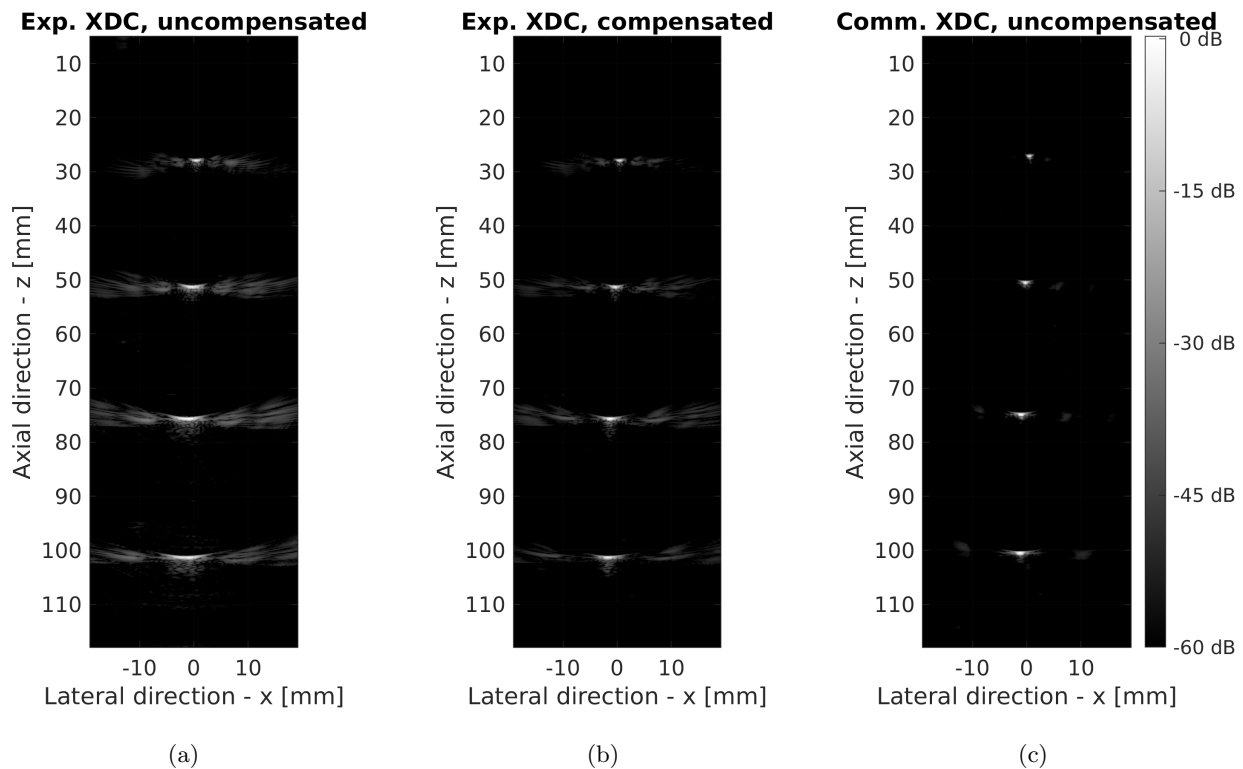 Exp. XDC, uncompensated
10
20
30
40
50
60
70
80
90
100
110
Axial direction - z [mm]
-10 0 10
Lateral direction - x [mm]
(a)
Exp. XDC, compensated
10
20
30
40
50
60
70
80
90
100
110
Axial direction - z [mm]
-10 0 10
Lateral direction - x [mm]
(b)
Comm. XDC, uncompensated
10
20
30
40
50
60
70
80
90
100
110
Axial direction - z [mm]
-10 0 10
Lateral direction - x [mm]
(c)
0 dB
-15 dB
-30 dB
-45 dB
-60 dB